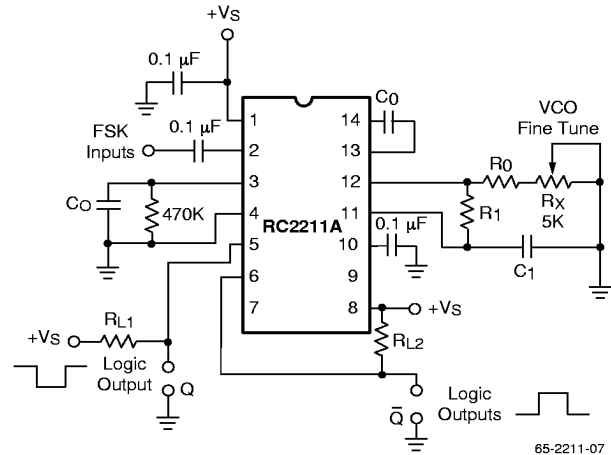 +VS
0.1 µF
FSK
Inputs
0.1 µF
CO
470K
1
2
3
4
5
6
7
RC2211A
14
13
12
11
10
9
8
C0
VCO
Fine Tune
R0
RX
5K
R1
0.1 µF
C1
+VS
RL2
+VS
RL1
Logic
Output
Q
Q̅
Logic
Outputs
65-2211-07